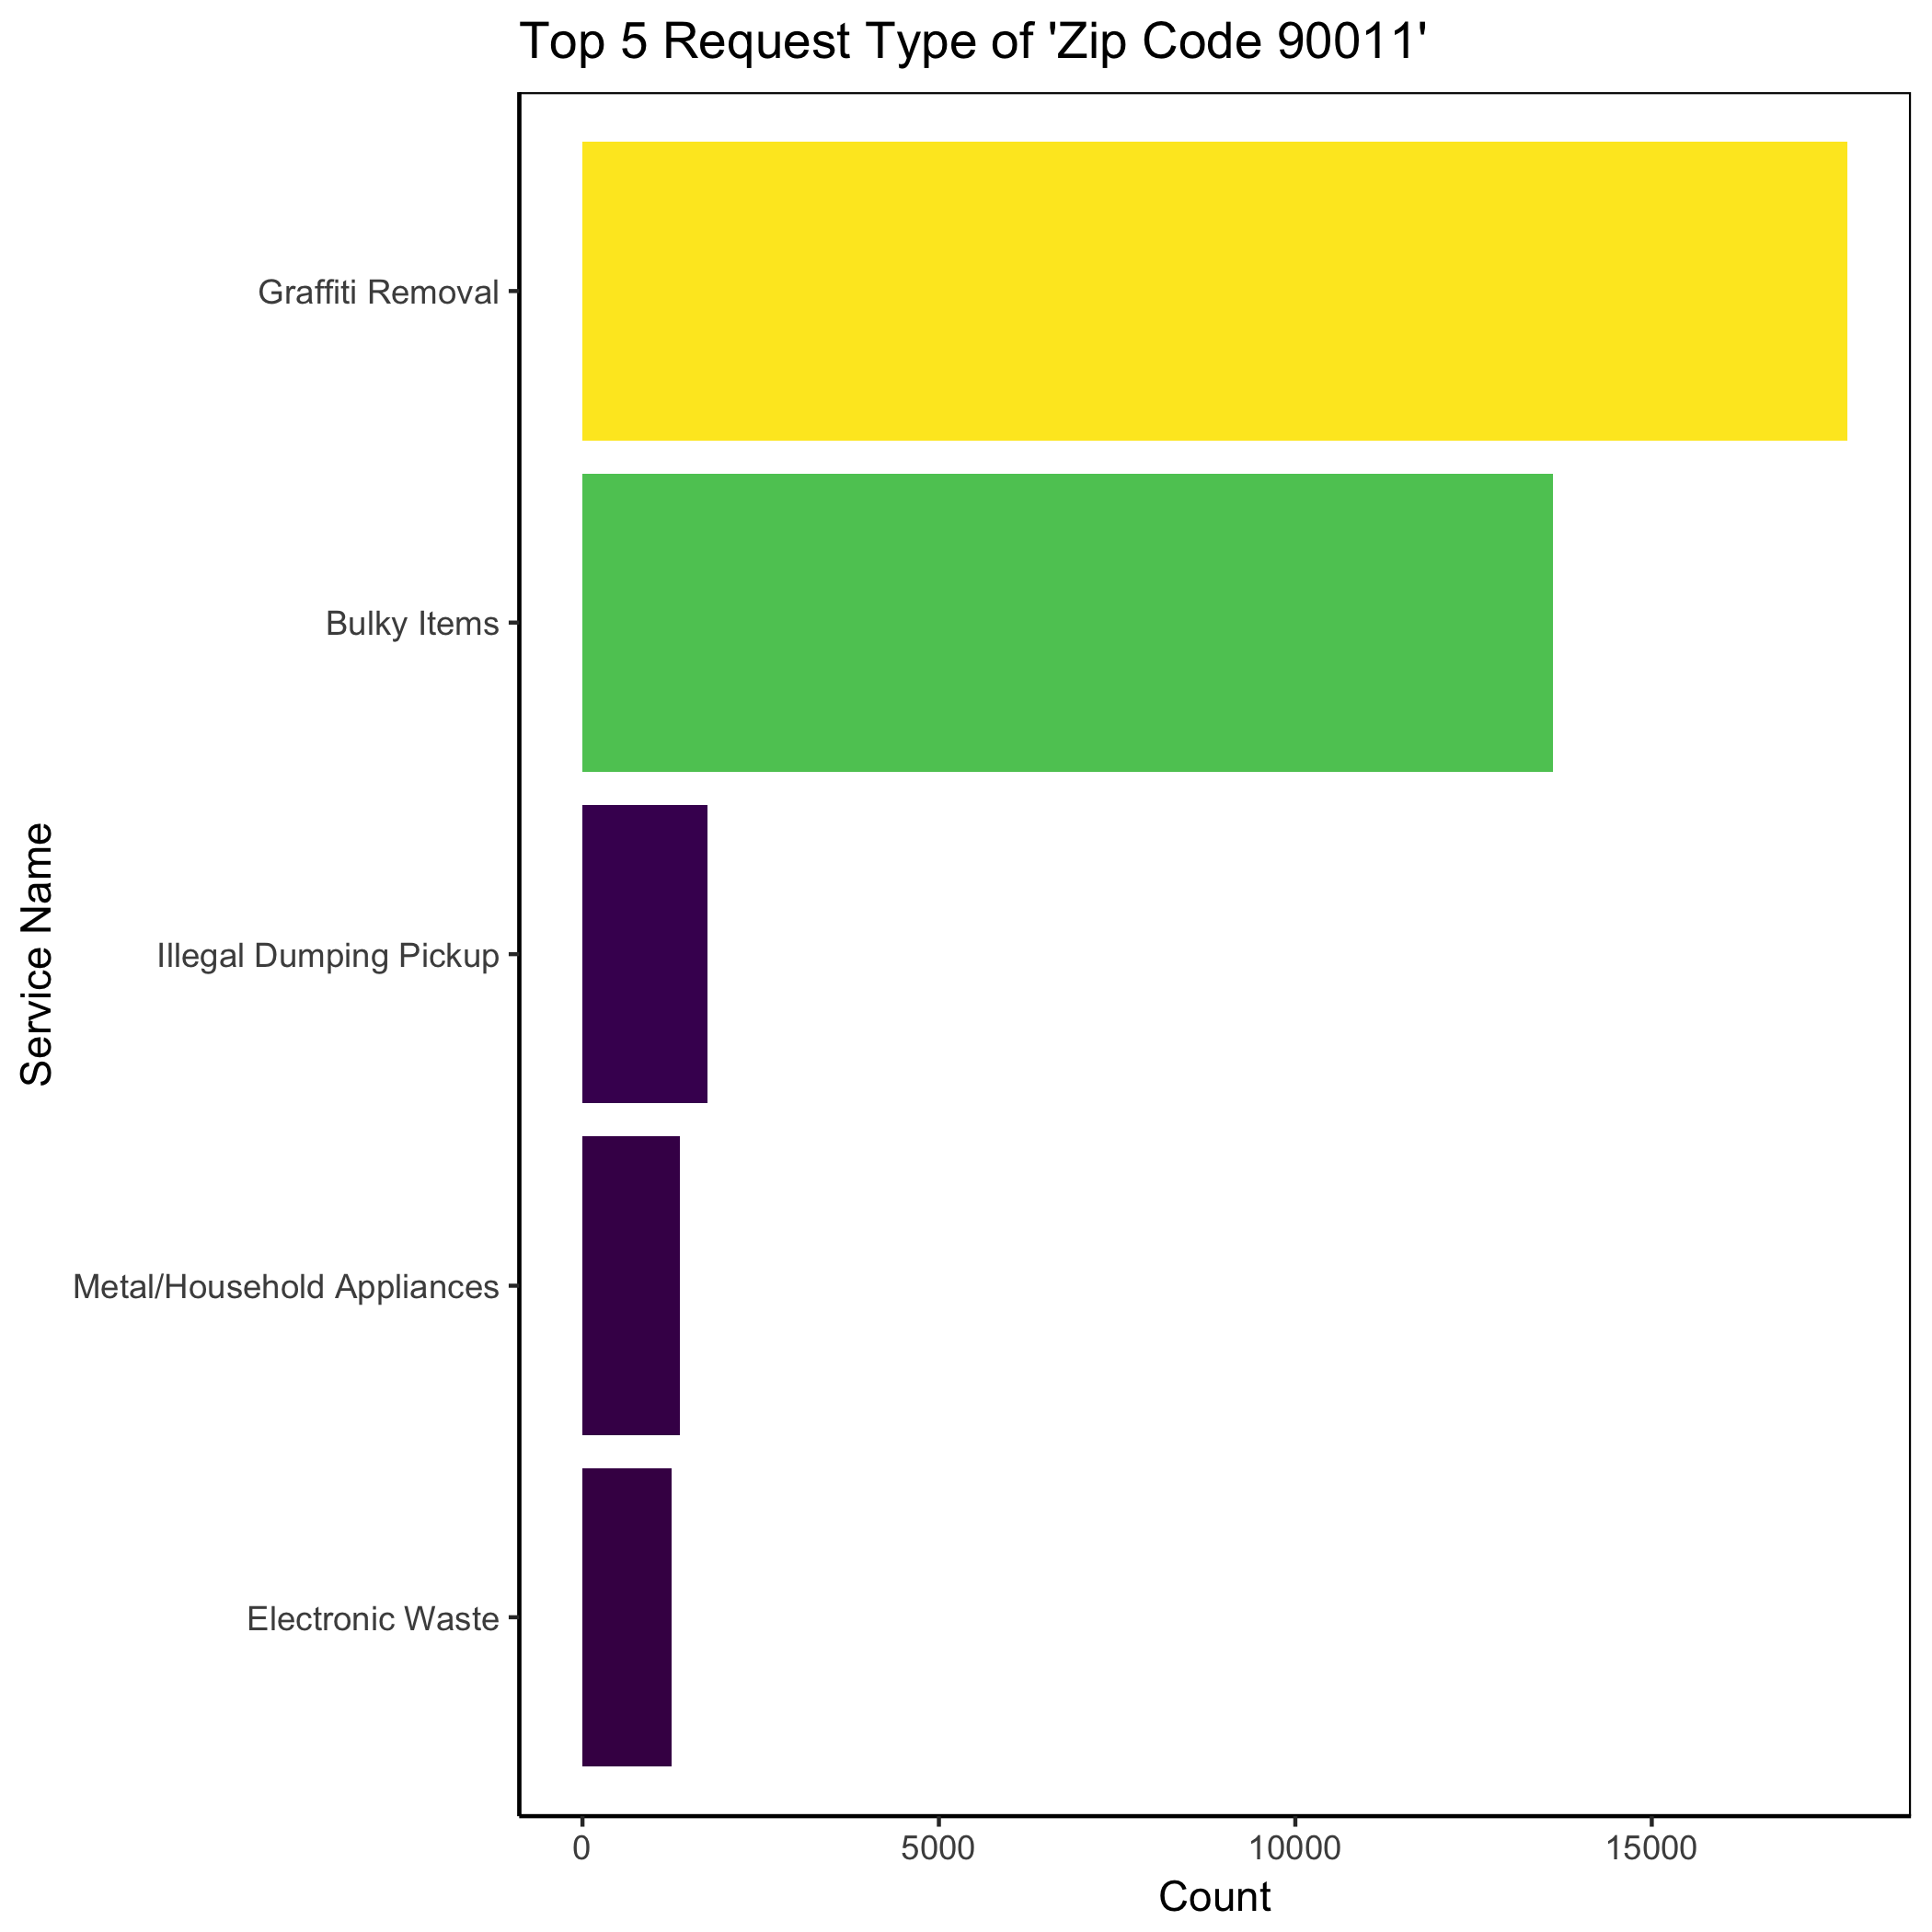 Top 5 Request Type of 'Zip Code 90011'
Service Name
Graffiti Removal
Bulky Items
Illegal Dumping Pickup
Metal/Household Appliances
Electronic Waste
0 5000 10000 15000
Count